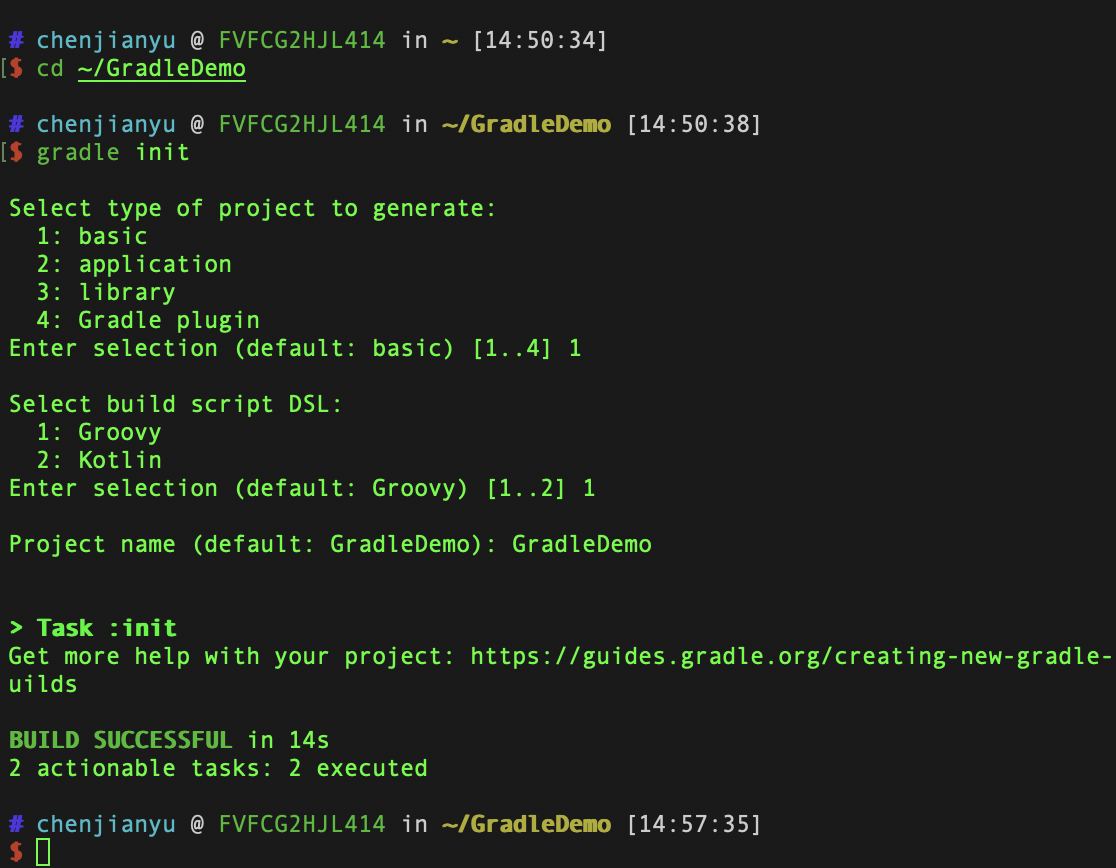 # chenjianyu @ FVFCG2HJL414 in ~ [14:50:34]
[$ cd ~/GradleDemo
# chenjianyu @ FVFCG2HJL414 in ~/GradleDemo [14:50:38]
[$ gradle init
Select type of project to generate:
  1: basic
  2: application
  3: library
  4: Gradle plugin
Enter selection (default: basic) [1..4] 1
Select build script DSL:
  1: Groovy
  2: Kotlin
Enter selection (default: Groovy) [1..2] 1
Project name (default: GradleDemo): GradleDemo
> Task :init
Get more help with your project: https://guides.gradle.org/creating-new-gradle-
uilds
BUILD SUCCESSFUL in 14s
2 actionable tasks: 2 executed
# chenjianyu @ FVFCG2HJL414 in ~/GradleDemo [14:57:35]
$